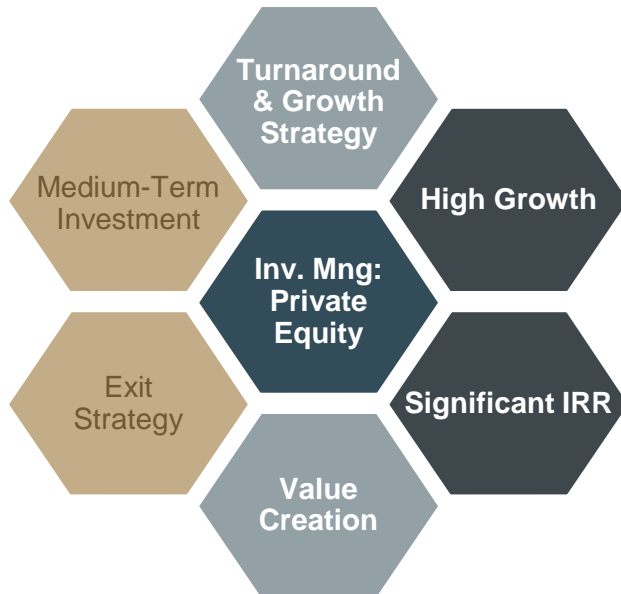 Turnaround
& Growth
Strategy
Medium-Term
Investment
High Growth
Inv. Mng:
Private
Equity
Exit
Strategy
Significant IRR
Value
Creation